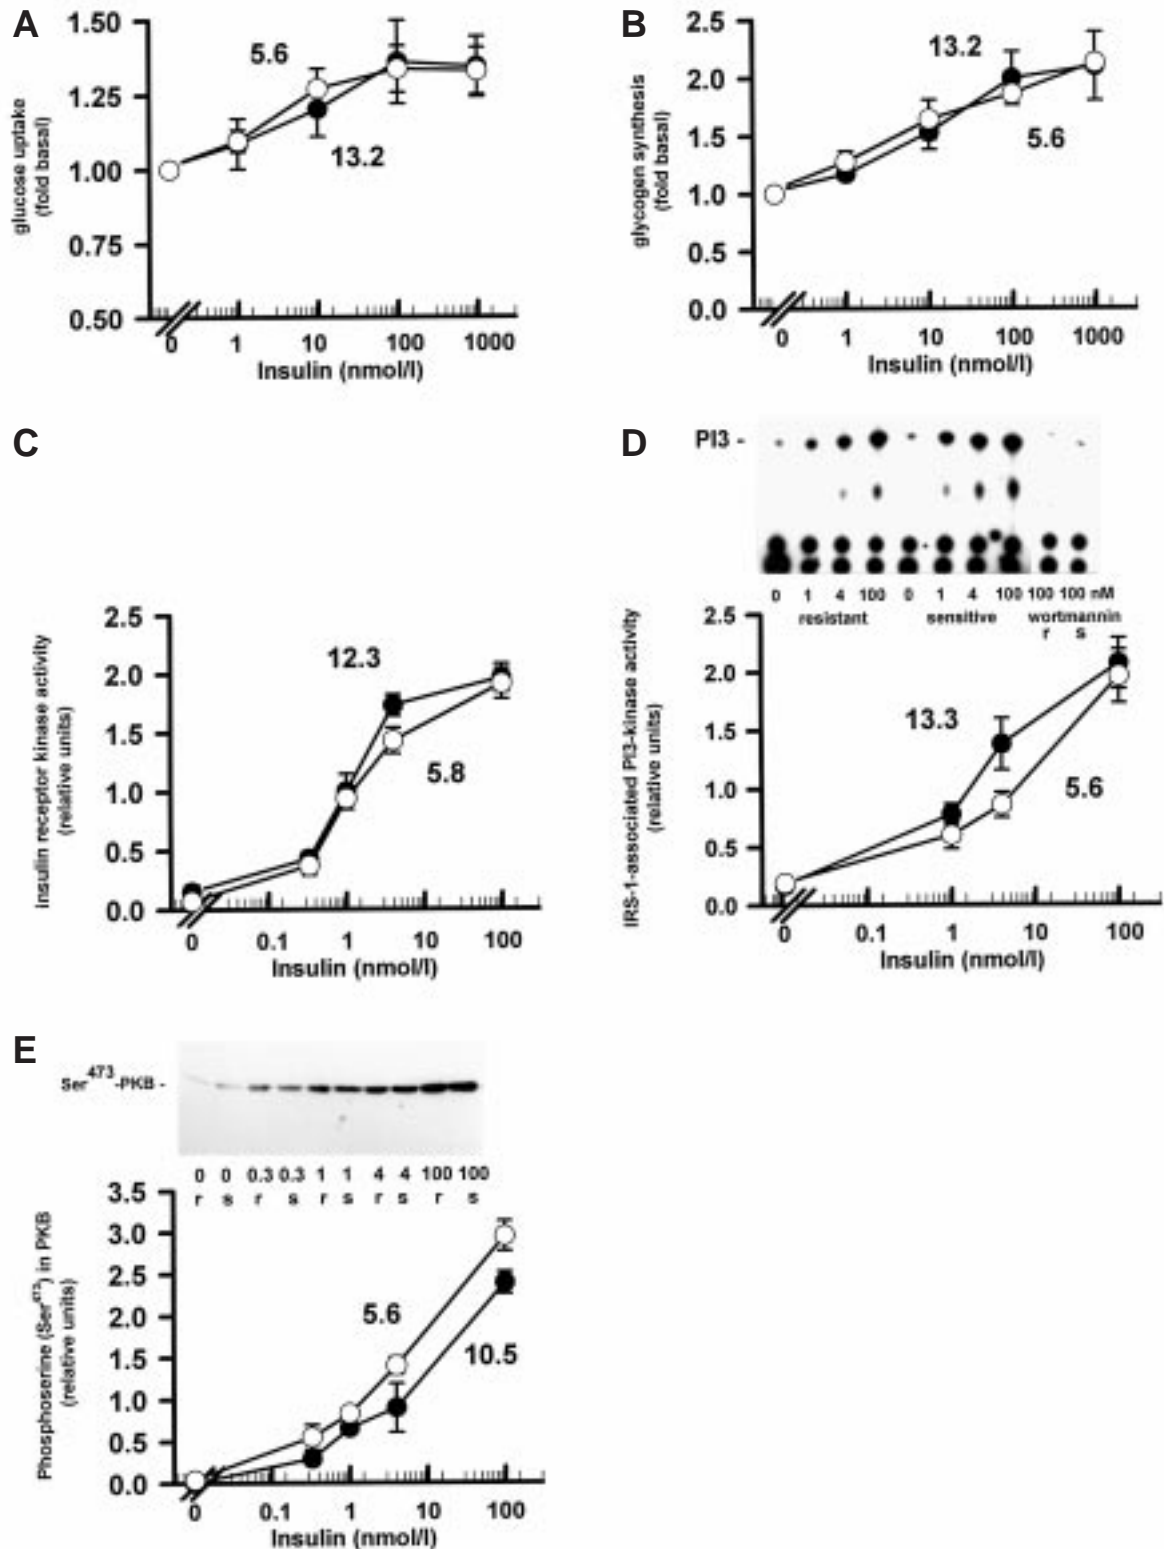 A
1.50
1.25
1.00
0.75
0.50
glucose uptake
(fold basal)
5.6
13.2
0 1 10 100 1000
Insulin (nmol/l)
B
2.5
2.0
1.5
1.0
0.5
0.0
glycogen synthesis
(fold basal)
13.2
5.6
0 1 10 100 1000
Insulin (nmol/l)
C
2.5
2.0
1.5
1.0
0.5
0.0
insulin receptor kinase activity
(relative units)
12.3
5.8
0 0.1 1 10 100
Insulin (nmol/l)
D
PI3 -
0 1 4 100 0 1 4 100 100 100 nM
resistant sensitive wortmannin
r s
2.5
2.0
1.5
1.0
0.5
0.0
IRS-1-associated PI3-kinase activity
(relative units)
13.3
5.6
0 0.1 1 10 100
Insulin (nmol/l)
E
Ser473-PKB -
0 0 0.3 0.3 1 1 4 4 100 100
r s r s r s r s r s
3.5
3.0
2.5
2.0
1.5
1.0
0.5
0.0
Phosphoserine (Ser473) in PKB
(relative units)
5.6
10.5
0 0.1 1 10 100
Insulin (nmol/l)